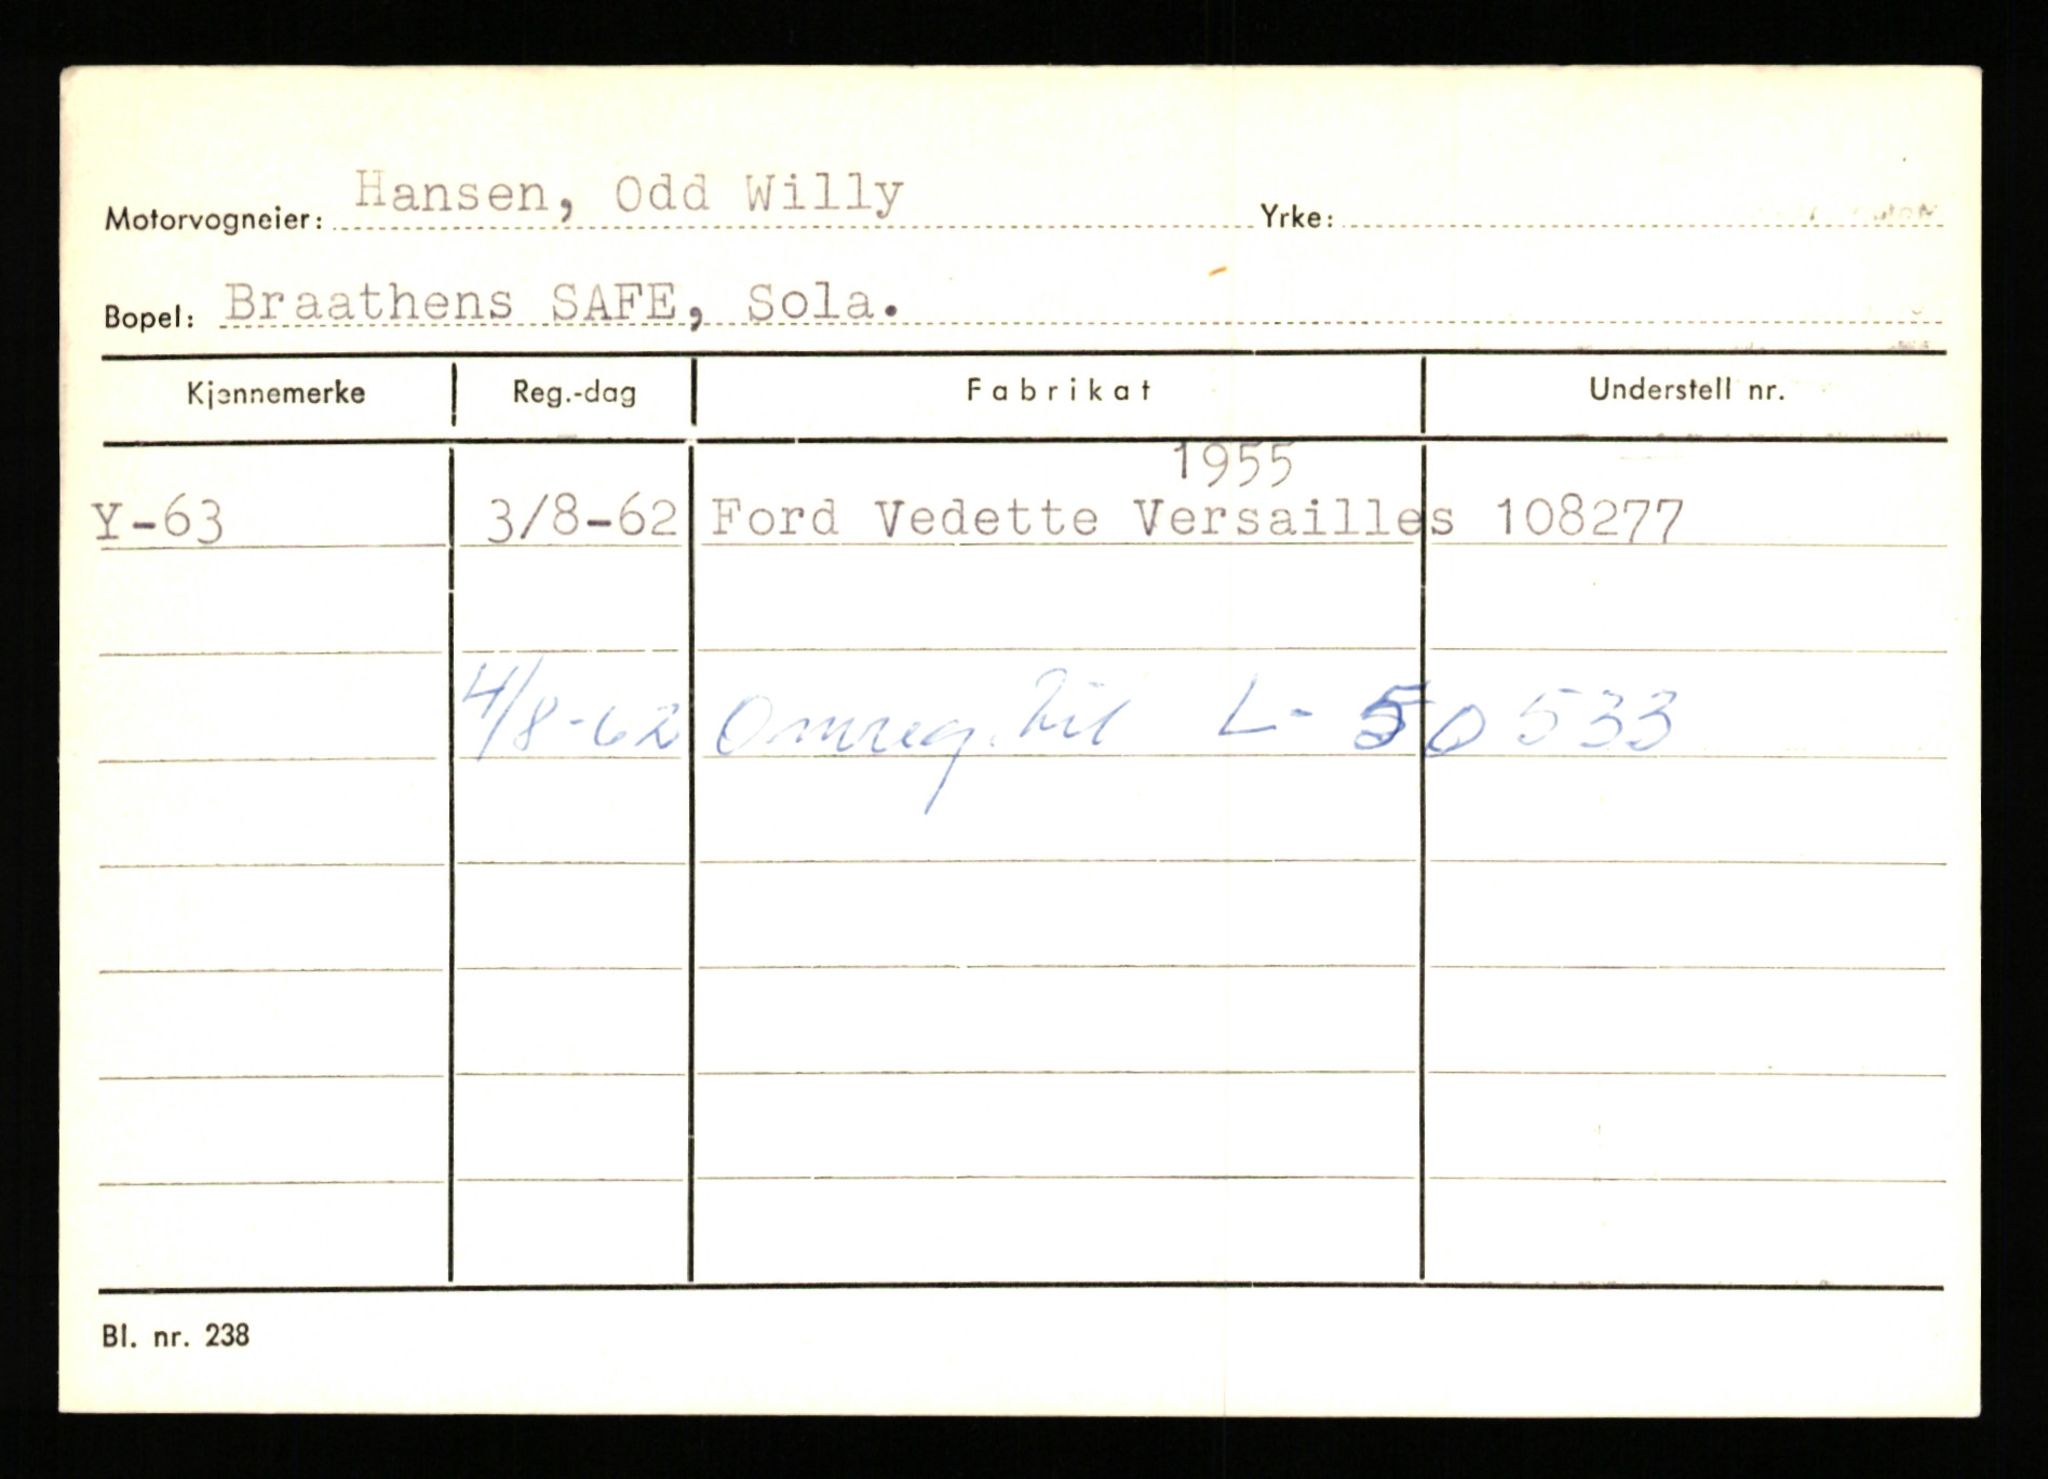 Motorvogneier: Hansen, Odd Willy Yrke:
Bopel: Braathens SAFE, Sola.
Kjennemerke Reg.-dag Fabrikat Understell nr.
1955
Y-63 3/8-62 Ford Vedette Versailles 108277
4/8-62 Omreg. til L-50533
Bl. nr. 238